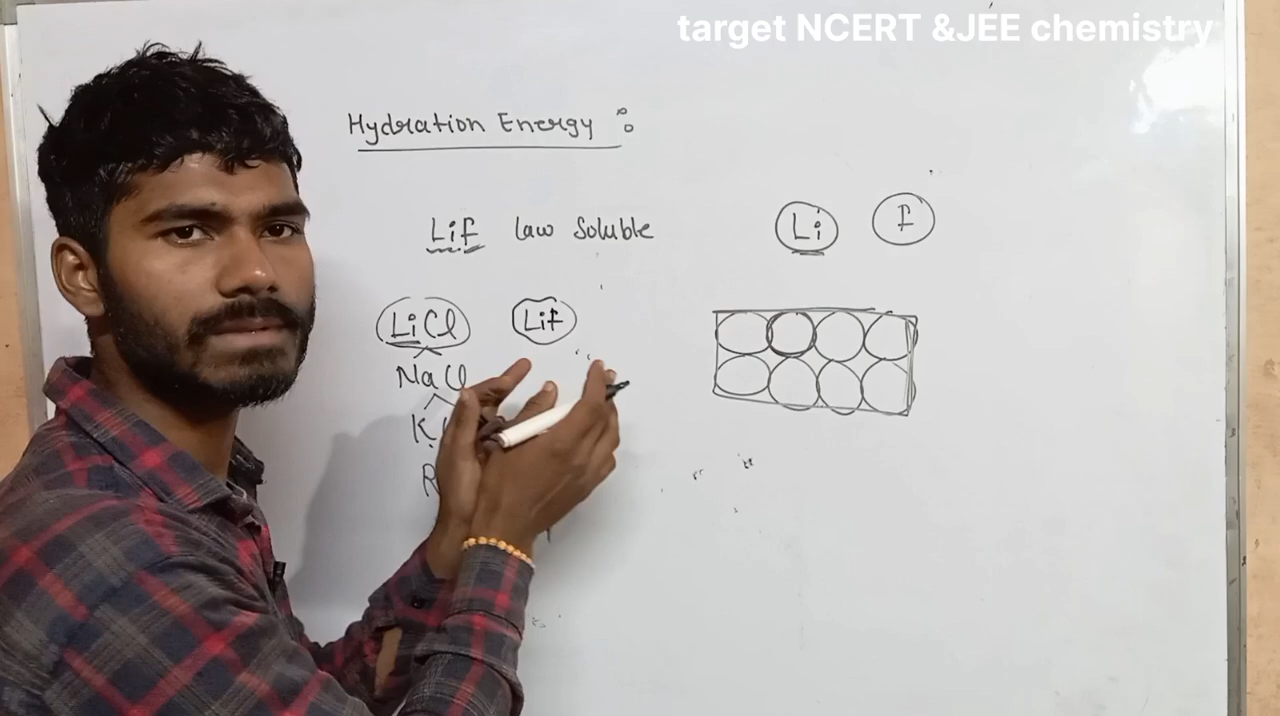 target NCERT &JEE chemistry
Hydration Energy :
Lif law Soluble
Li f
LiCl Lif
NaCl
K
R